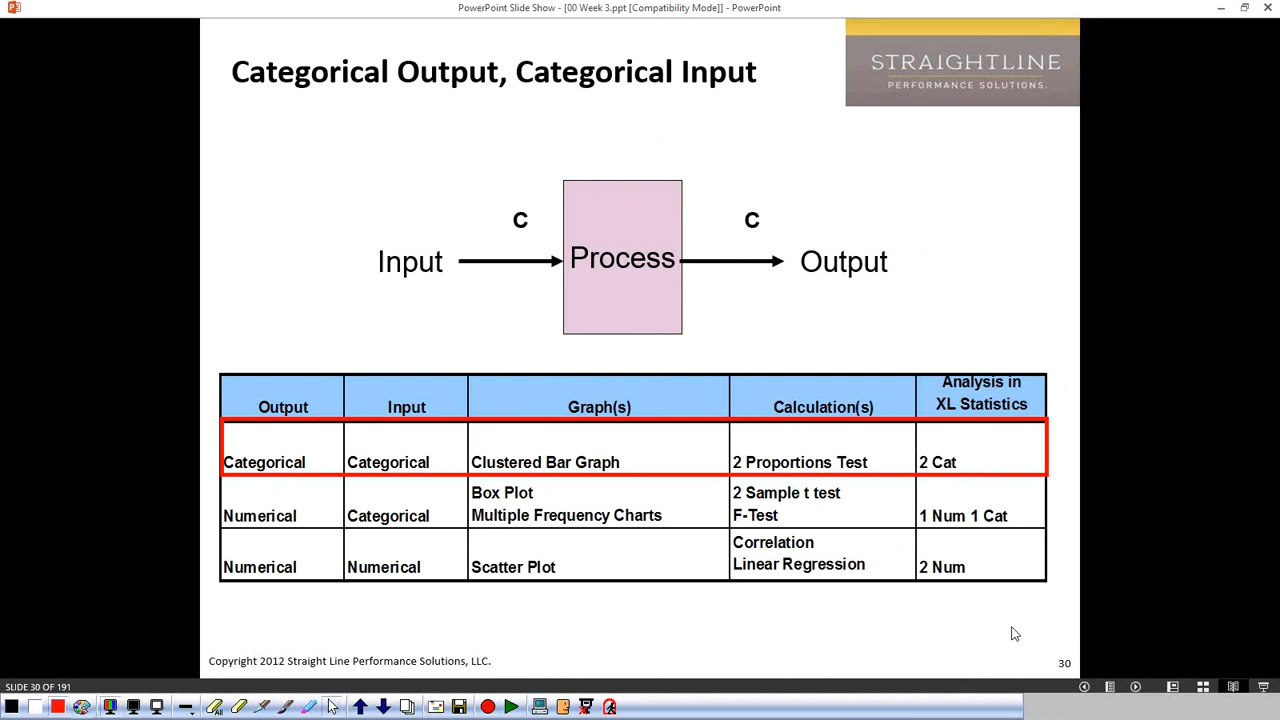 PowerPoint Slide Show - [00 Week 3.ppt [Compatibility Mode]] - PowerPoint
Categorical Output, Categorical Input
STRAIGHTLINE
PERFORMANCE SOLUTIONS.
C
C
Input
Process
Output
Output
Input
Graph(s)
Calculation(s)
Analysis in
XL Statistics
Categorical
Categorical
Clustered Bar Graph
2 Proportions Test
2 Cat
Numerical
Categorical
Box Plot
Multiple Frequency Charts
2 Sample t test
F-Test
1 Num 1 Cat
Numerical
Numerical
Scatter Plot
Correlation
Linear Regression
2 Num
Copyright 2012 Straight Line Performance Solutions, LLC.
30
SLIDE 30 OF 191